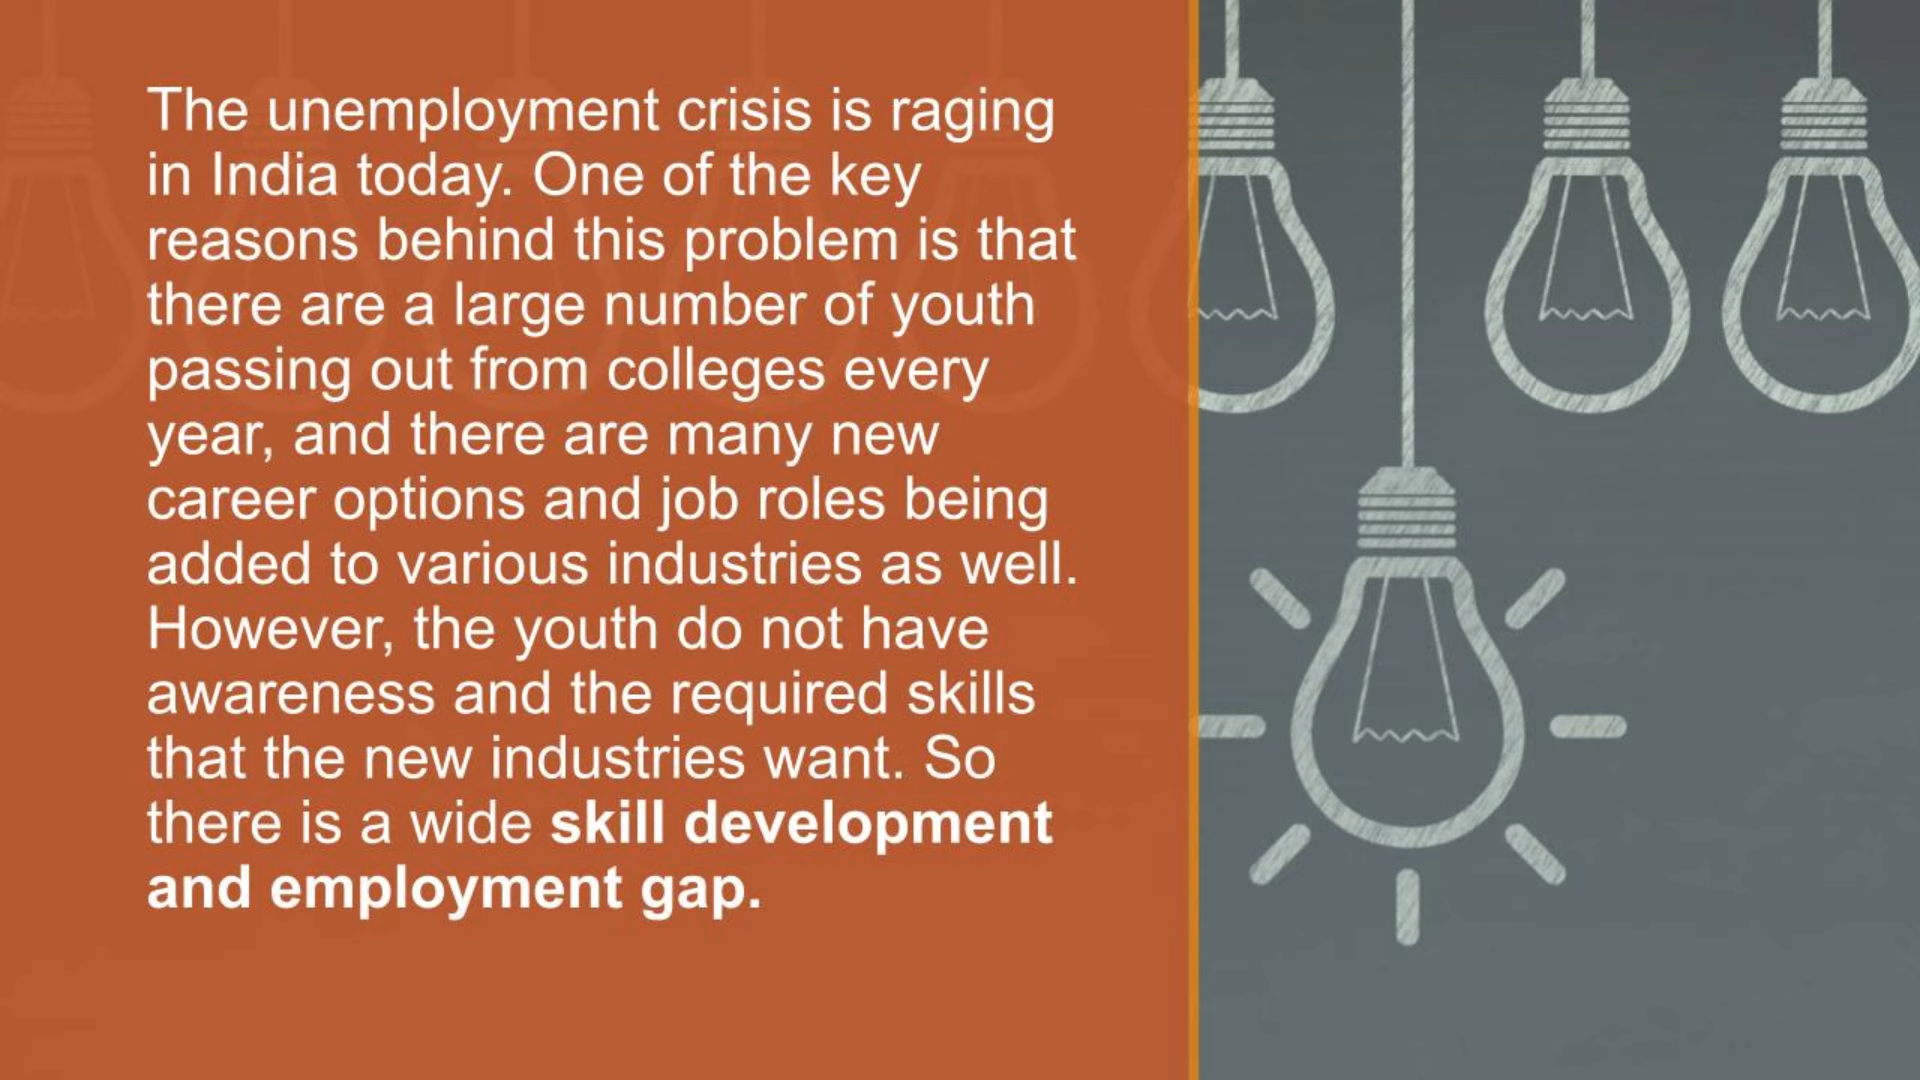 The unemployment crisis is raging
in India today. One of the key
reasons behind this problem is that
there are a large number of youth
passing out from colleges every
year, and there are many new
career options and job roles being
added to various industries as well.
However, the youth do not have
awareness and the required skills
that the new industries want. So
there is a wide skill development
and employment gap.